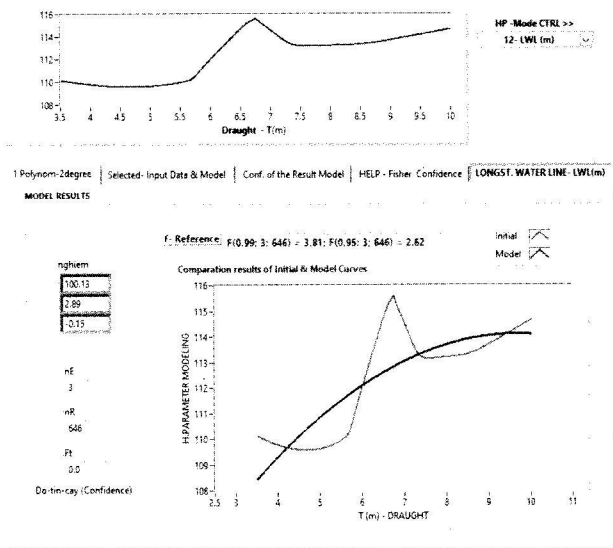 116
114
112
110
108
3.5 4 4.5 5 5.5 6 6.5 7 7.5 8 8.5 9 9.5 10
Draught - T(m)
HP -Mode CTRL >>
12- LWL (m)
1 Polynom-2degree
Selected- Input Data & Model
Conf. of the Result Model
HELP - Fisher Confidence
LONGST. WATER LINE- LWL(m)
MODEL RESULTS
f- Reference: F(0.99; 3; 646) = 3.81; F(0.95; 3; 646) = 2.62
Initial
Model
nghiem
100.13
2.89
-0.15
nE
3
nR
646
Ft
0.0
Do-tin-cay (Confidence)
Comparation results of Initial & Model Curves
H.PARAMETER MODELING
116
115
114
113
112
111
110
109
108
2.5 3 4 5 6 7 8 9 10 11
T (m) - DRAUGHT